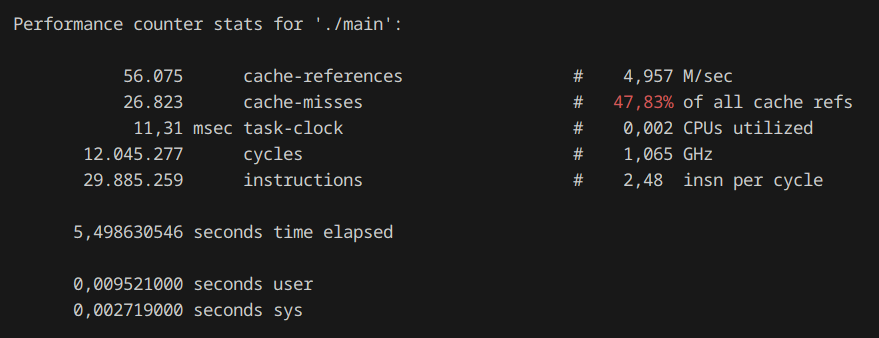 Performance counter stats for './main':
56.075 cache-references # 4,957 M/sec
26.823 cache-misses # 47,83% of all cache refs
11,31 msec task-clock # 0,002 CPUs utilized
12.045.277 cycles # 1,065 GHz
29.885.259 instructions # 2,48 insn per cycle
5,498630546 seconds time elapsed
0,009521000 seconds user
0,002719000 seconds sys